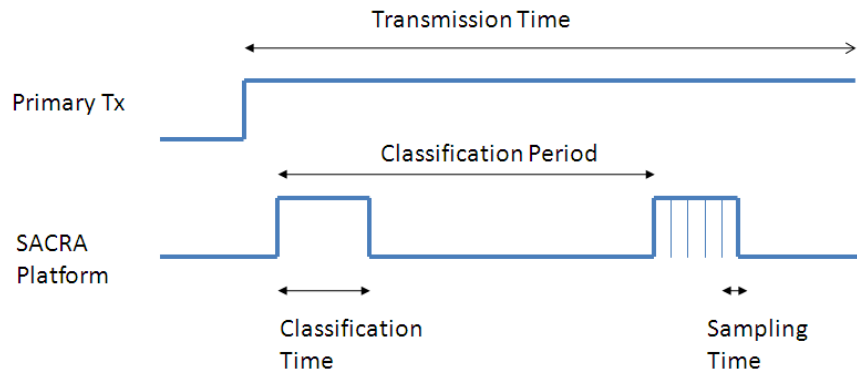 Transmission Time
Primary Tx
Classification Period
SACRA
Platform
Classification
Time
Sampling
Time